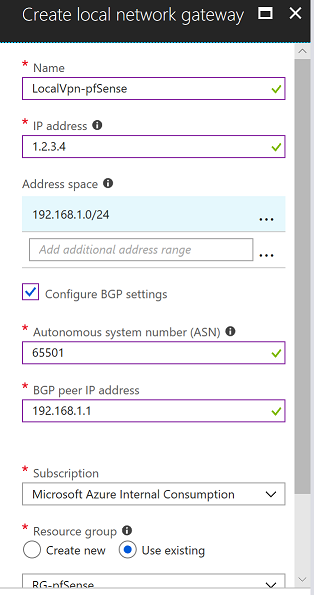 Create local network gateway
* Name
LocalVpn-pfSense
* IP address
1.2.3.4
Address space
192.168.1.0/24
...
Add additional address range
...
Configure BGP settings
* Autonomous system number (ASN)
65501
* BGP peer IP address
192.168.1.1
* Subscription
Microsoft Azure Internal Consumption
* Resource group
Create new Use existing
RG-pfSense